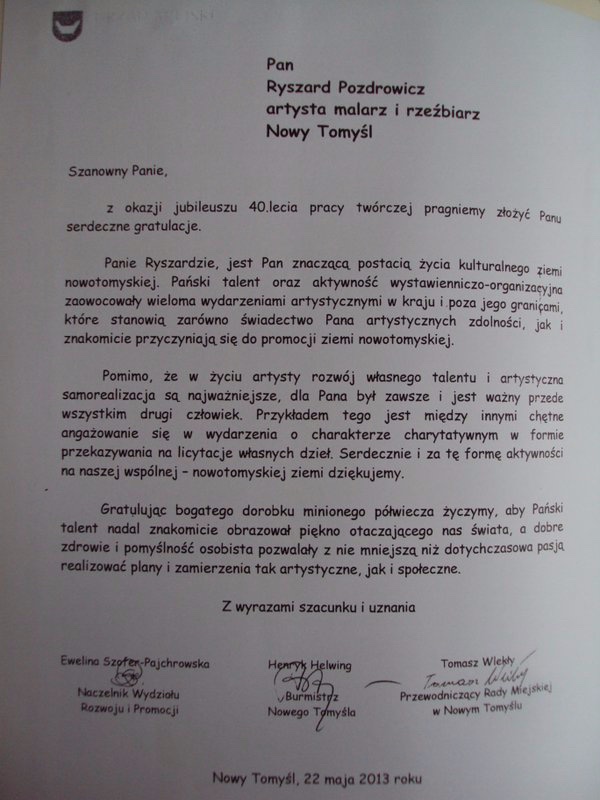 Pan
Ryszard Pozdrowicz
artysta malarz i rzeźbiarz
Nowy Tomyśl
Szanowny Panie,
z okazji jubileuszu 40.lecia pracy twórczej pragniemy złożyć Panu
serdeczne gratulacje.
Panie Ryszardzie, jest Pan znaczącą postacią życia kulturalnego ziemi
nowotomyskiej. Pański talent oraz aktywność wystawienniczo-organizacyjna
zaowocowały wieloma wydarzeniami artystycznymi w kraju i poza jego granicami,
które stanowią zarówno świadectwo Pana artystycznych zdolności, jak i
znakomicie przyczyniają się do promocji ziemi nowotomyskiej.
Pomimo, że w życiu artysty rozwój własnego talentu i artystyczna
samorealizacja są najważniejsze, dla Pana był zawsze i jest ważny przede
wszystkim drugi człowiek. Przykładem tego jest między innymi chętne
angażowanie się w wydarzenia o charakterze charytatywnym w formie
przekazywania na licytacje własnych dzieł. Serdecznie i za tę formę aktywności
na naszej wspólnej – nowotomyskiej ziemi dziękujemy.
Gratulując bogatego dorobku minionego półwiecza życzymy, aby Pański
talent nadal znakomicie obrazował piękno otaczającego nas świata, a dobre
zdrowie i pomyślność osobista pozwalały z nie mniejszą niż dotychczasowa pasją
realizować plany i zamierzenia tak artystyczne, jak i społeczne.
Z wyrazami szacunku i uznania
Ewelina Szofer-Pajchrowska
Naczelnik Wydziołu
Rozwoju i Promocji
Henryk Helwing
Burmistrz
Nowego Tomyśla
Tomasz Wlekły
Tomasz Wlekły
Przewodniczący Rady Miejskiej
w Nowym Tomyślu
Nowy Tomyśl, 22 maja 2013 roku